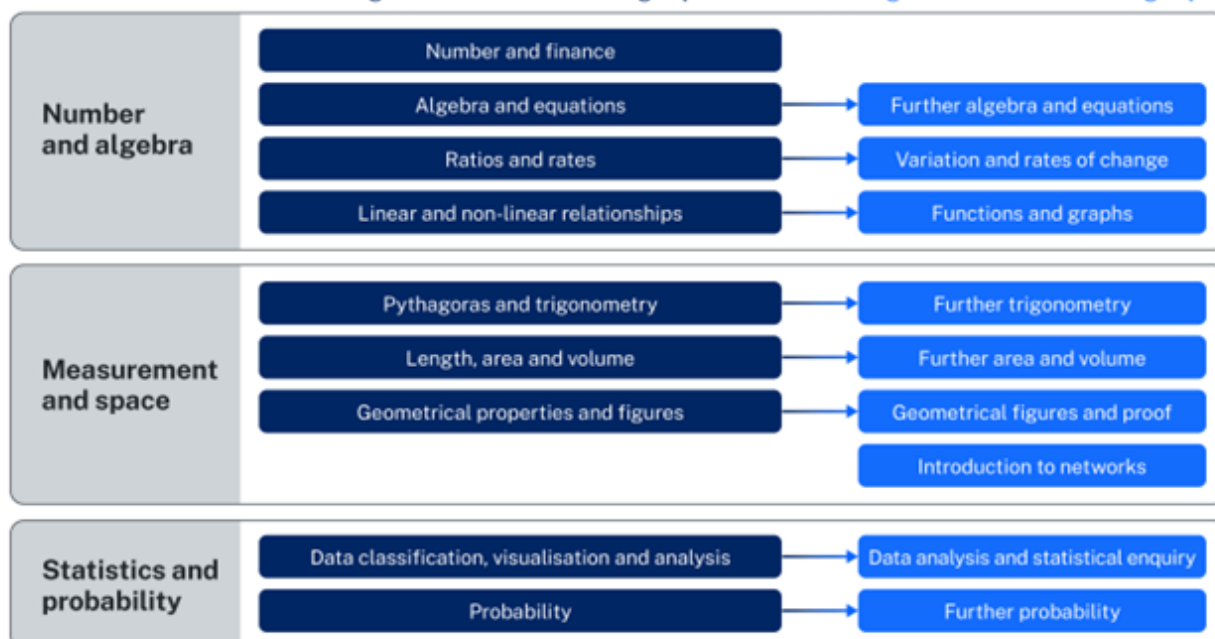 Number and finance
Number
and algebra
Algebra and equations
Further algebra and equations
Ratios and rates
Variation and rates of change
Linear and non-linear relationships
Functions and graphs
Measurement
and space
Pythagoras and trigonometry
Further trigonometry
Length, area and volume
Further area and volume
Geometrical properties and figures
Geometrical figures and proof
Introduction to networks
Statistics and
probability
Data classification, visualisation and analysis
Data analysis and statistical enquiry
Probability
Further probability